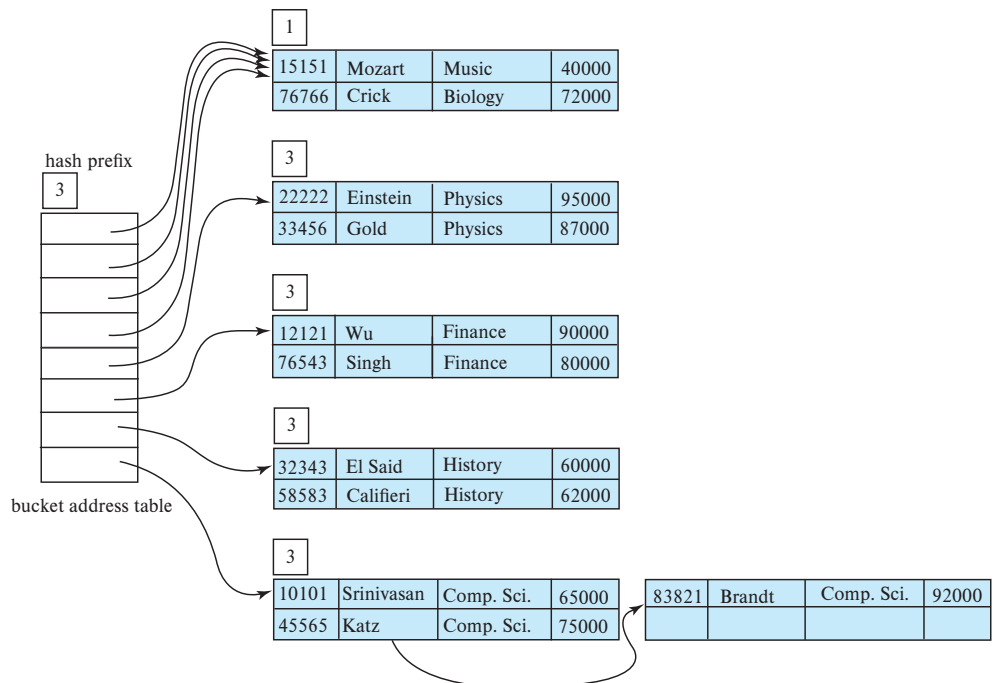 1
15151 Mozart Music 40000
76766 Crick Biology 72000
hash prefix
3
3
22222 Einstein Physics 95000
33456 Gold Physics 87000
3
12121 Wu Finance 90000
76543 Singh Finance 80000
3
32343 El Said History 60000
58583 Califieri History 62000
bucket address table
3
10101 Srinivasan Comp. Sci. 65000
45565 Katz Comp. Sci. 75000
83821 Brandt Comp. Sci. 92000